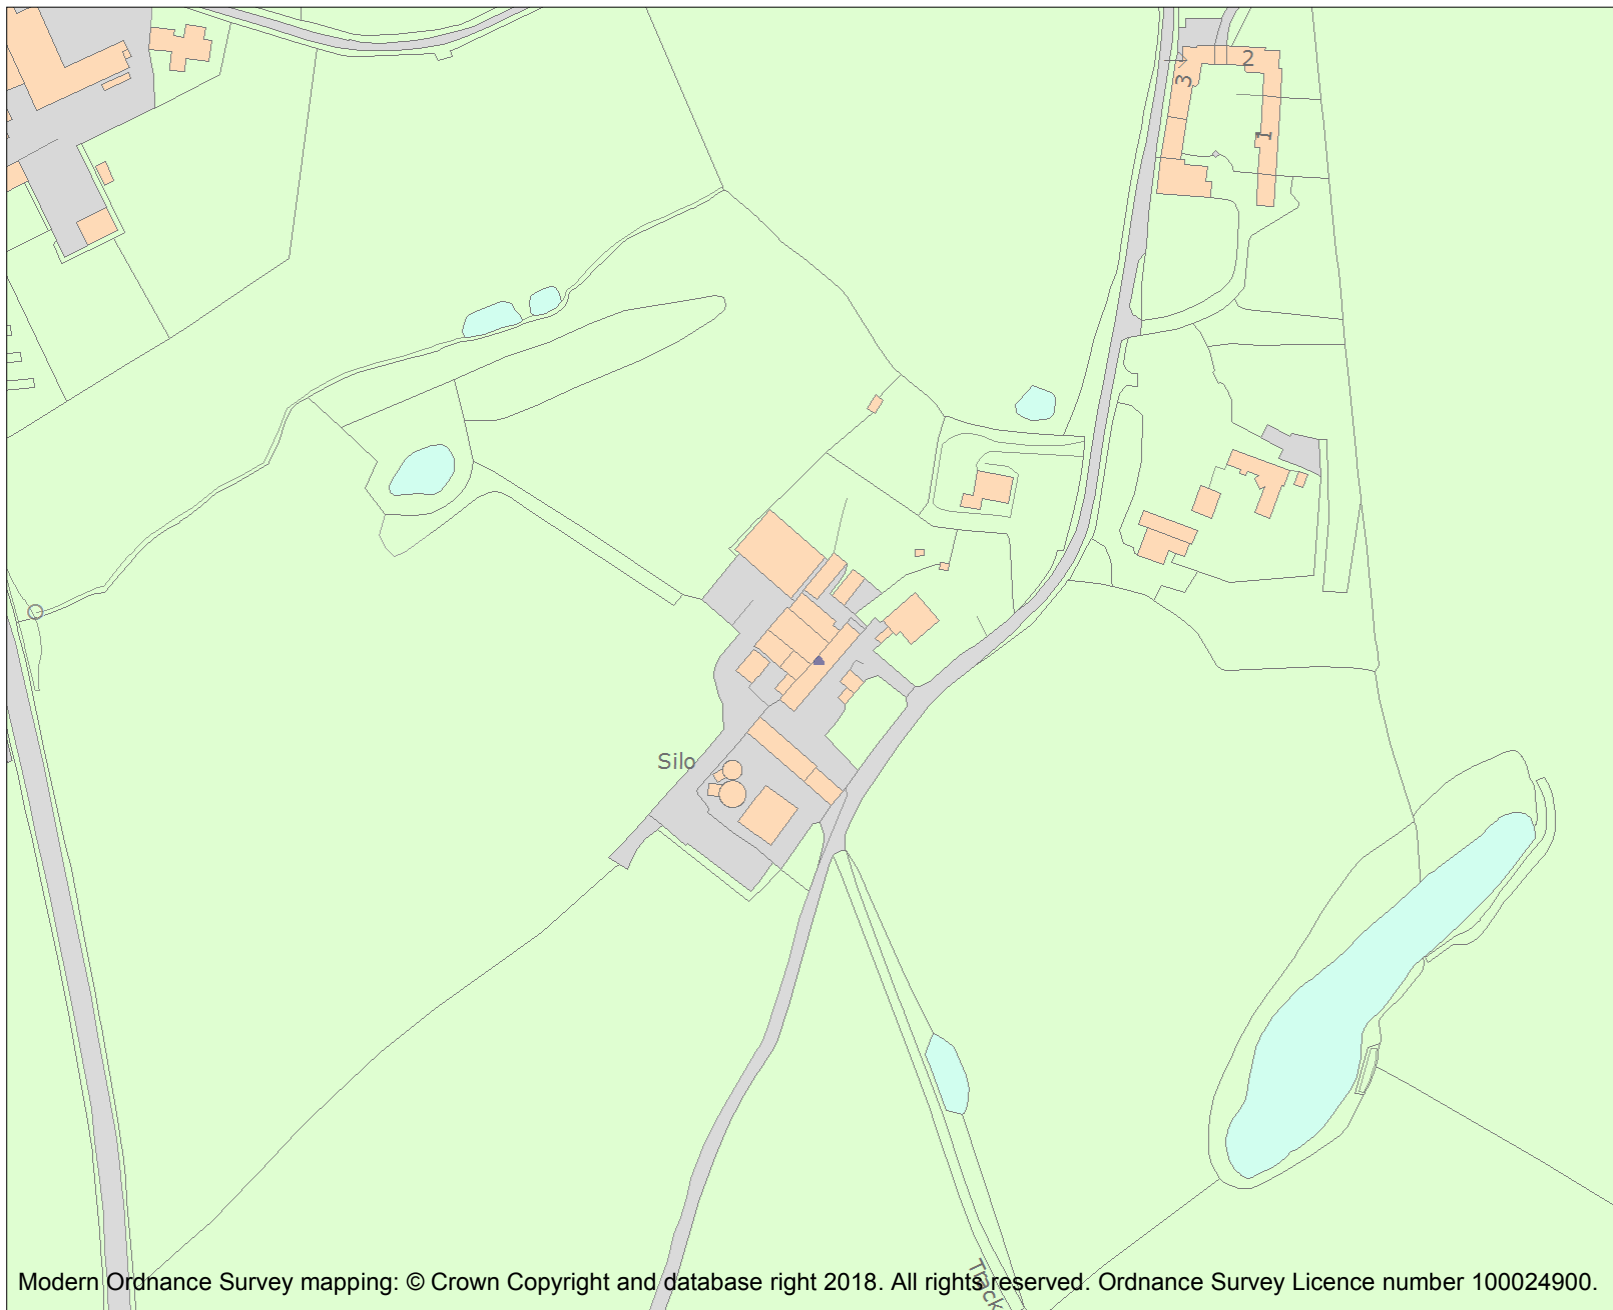 2
3
1
Silo
Track
Modern Ordnance Survey mapping: © Crown Copyright and database right 2018. All rights reserved. Ordnance Survey Licence number 100024900.